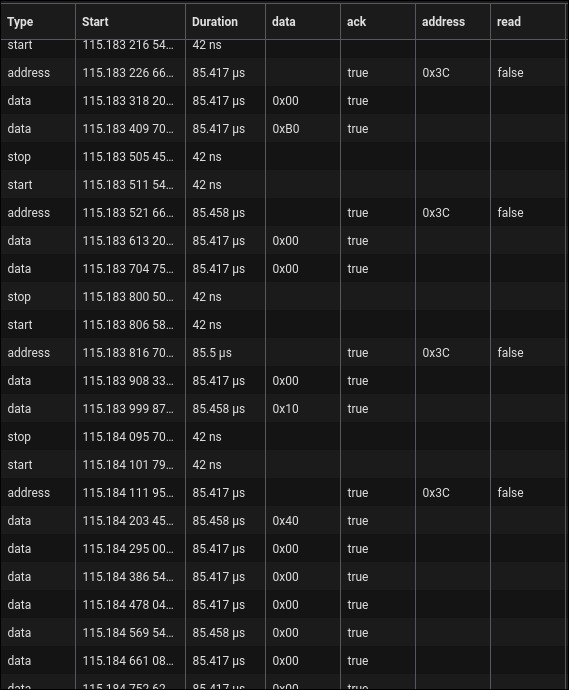 Type Start Duration data ack address read
start 115.183 216 54… 42 ns
address 115.183 226 66… 85.417 µs true 0x3C false
data 115.183 318 20… 85.417 µs 0x00 true
data 115.183 409 70… 85.417 µs 0xB0 true
stop 115.183 505 45… 42 ns
start 115.183 511 54… 42 ns
address 115.183 521 66… 85.458 µs true 0x3C false
data 115.183 613 20… 85.417 µs 0x00 true
data 115.183 704 75… 85.417 µs 0x00 true
stop 115.183 800 50… 42 ns
start 115.183 806 58… 42 ns
address 115.183 816 70… 85.5 µs true 0x3C false
data 115.183 908 33… 85.417 µs 0x00 true
data 115.183 999 87… 85.458 µs 0x10 true
stop 115.184 095 70… 42 ns
start 115.184 101 79… 42 ns
address 115.184 111 95… 85.417 µs true 0x3C false
data 115.184 203 45… 85.458 µs 0x40 true
data 115.184 295 00… 85.417 µs 0x00 true
data 115.184 386 54… 85.417 µs 0x00 true
data 115.184 478 04… 85.417 µs 0x00 true
data 115.184 569 54… 85.458 µs 0x00 true
data 115.184 661 08… 85.417 µs 0x00 true
data 115.184 752 62… 85.417 µs 0x00 true